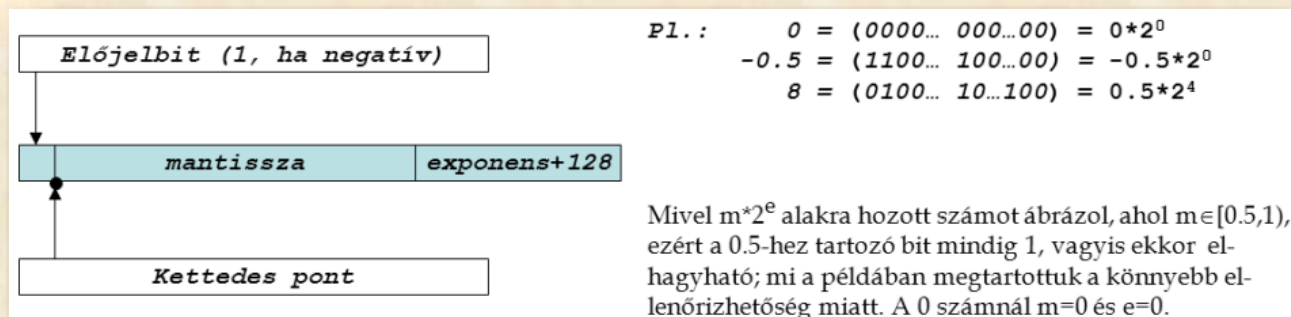 Előjelbit (1, ha negatív)
mantissza
exponens+128
Kettedes pont
Pl.: 0 = (0000… 000…00) = 0*2⁰
-0.5 = (1100… 100…00) = -0.5*2⁰
8 = (0100… 10…100) = 0.5*2⁴
Mivel m*2ᵉ alakra hozott számot ábrázol, ahol m∈[0.5,1),
ezért a 0.5-hez tartozó bit mindig 1, vagyis ekkor el-
hagyható; mi a példában megtartottuk a könnyebb el-
lenőrizhetőség miatt. A 0 számnál m=0 és e=0.